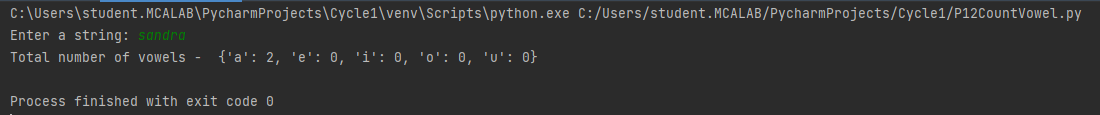 C:\Users\student.MCALAB\PycharmProjects\Cycle1\venv\Scripts\python.exe C:/Users/student.MCALAB/PycharmProjects/Cycle1/P12CountVowel.py
Enter a string: sandra
Total number of vowels -  {'a': 2, 'e': 0, 'i': 0, 'o': 0, 'u': 0}
Process finished with exit code 0